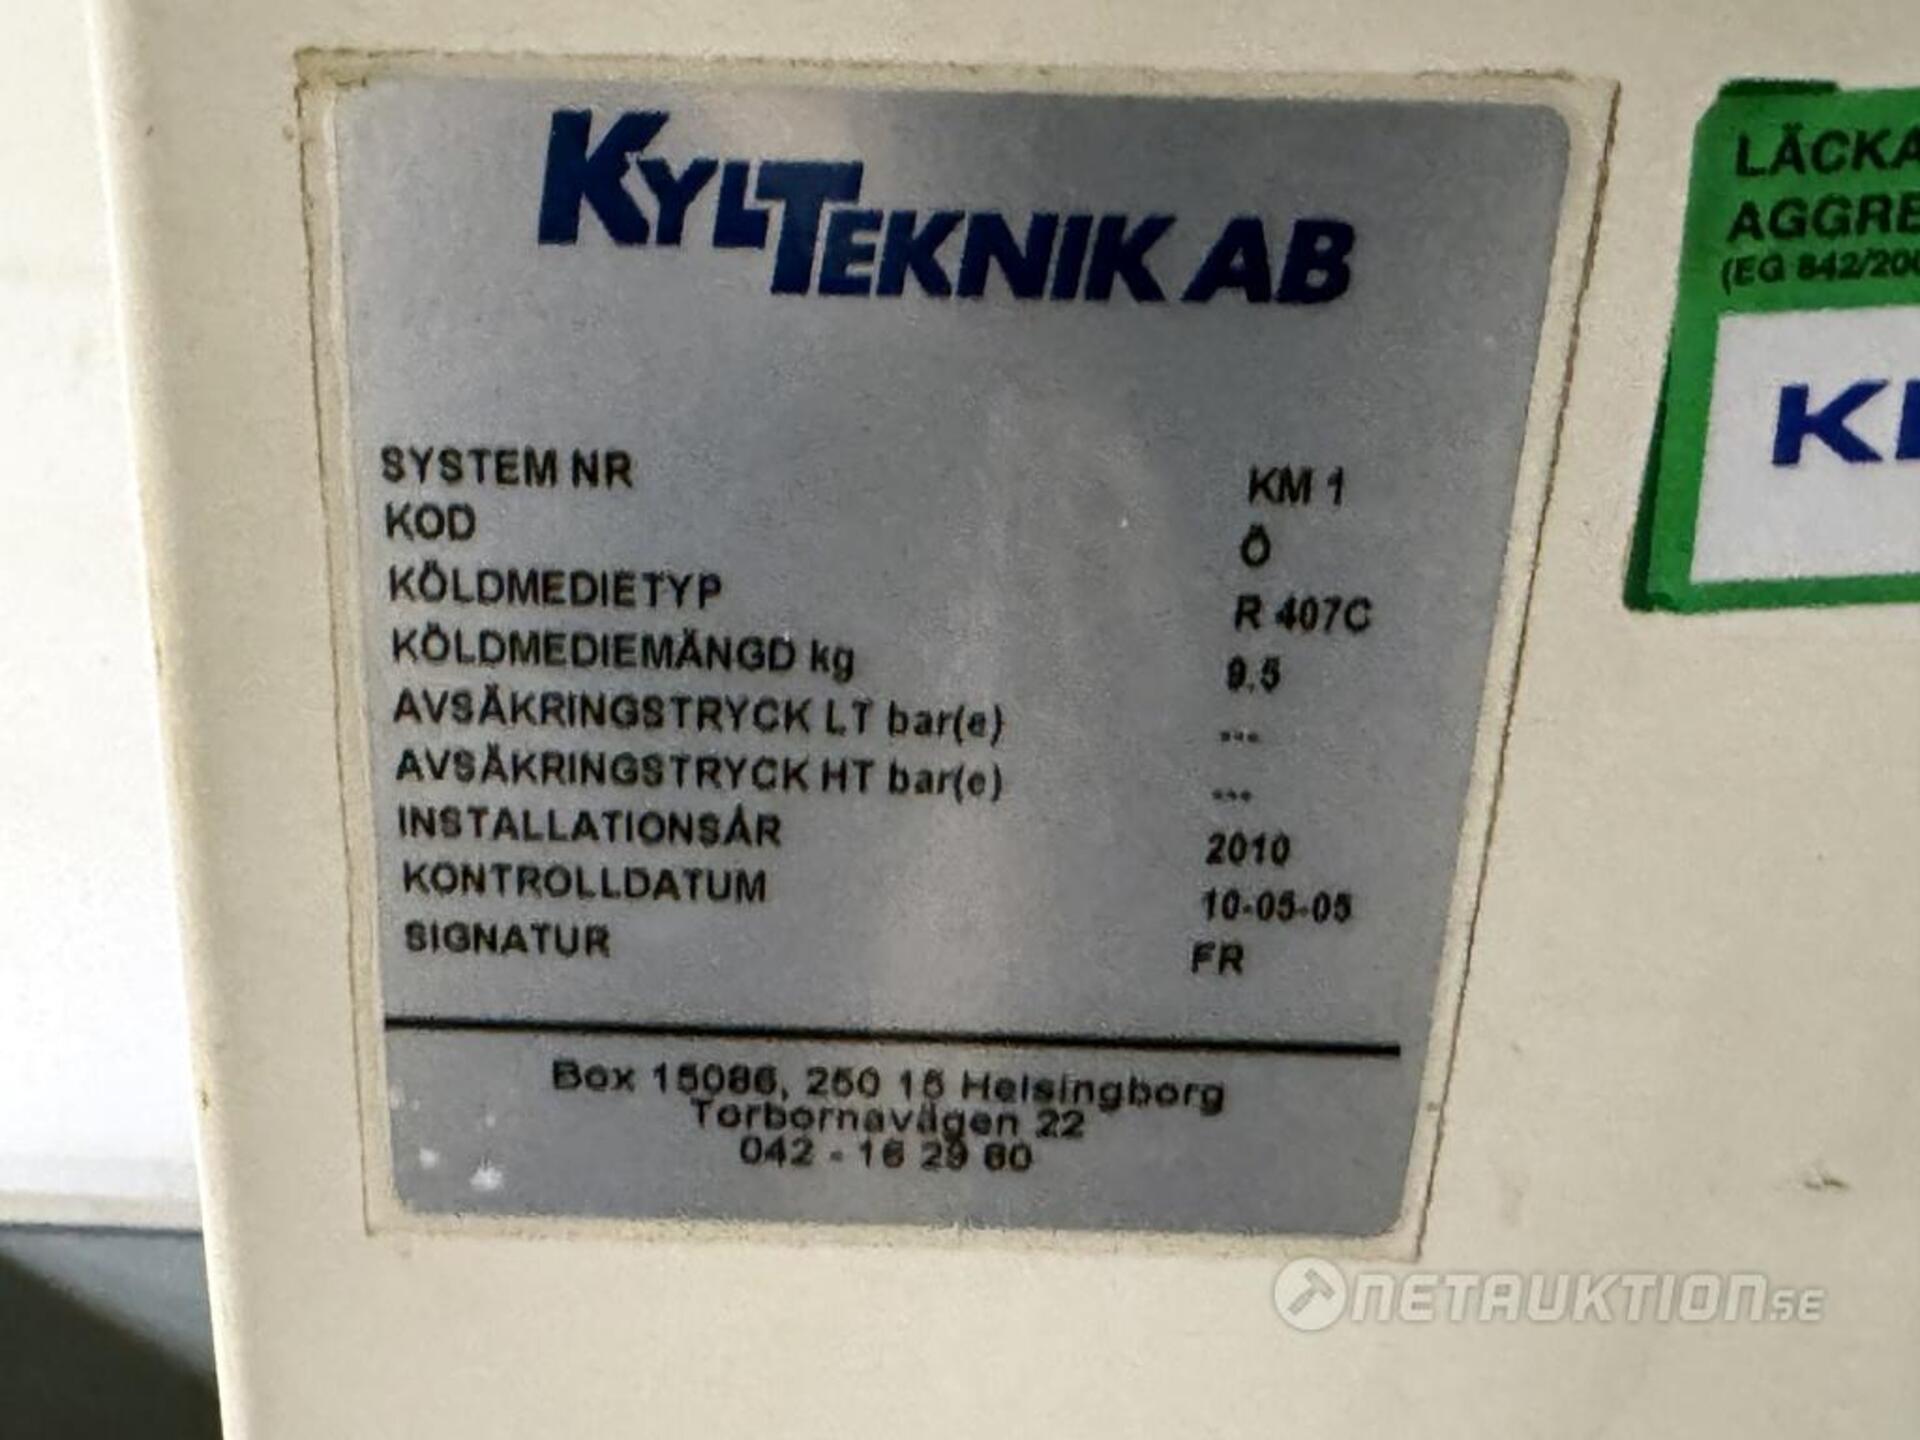 KYLTEKNIK AB
SYSTEM NR KM 1
KOD Ö
KÖLDMEDIETYP R 407C
KÖLDMEDIEMÄNGD kg 9.5
AVSÄKRINGSTRYCK LT bar(e) ---
AVSÄKRINGSTRYCK HT bar(e) ---
INSTALLATIONSÅR 2010
KONTROLLDATUM 10-05-05
SIGNATUR FR
Box 15086, 250 15 Helsingborg
Torbornavägen 22
042 - 16 29 60
LÄCKA
AGGRE
(EG 842/200
NETAUKTION.SE